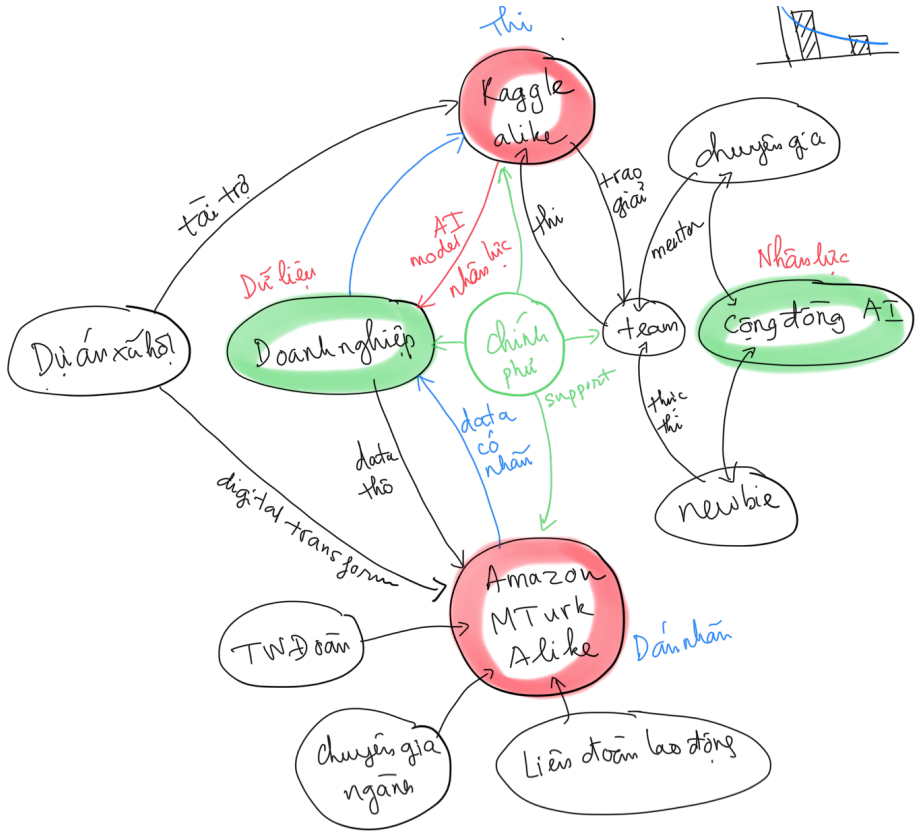 Thi
Kaggle
alike
chuyên gia
tài trợ
AI
model
nhân lực
thi
trao
giải
mentor
Dữ liệu
Nhân lực
Dự án xã hội
Doanh nghiệp
chính
phủ
team
Cộng đồng AI
support
data
thô
data
có
nhãn
thực
thi
newbie
digital transform
Amazon
MTurk
Alike
TW Đoàn
Dán nhãn
chuyên gia
ngành
Liên đoàn lao động